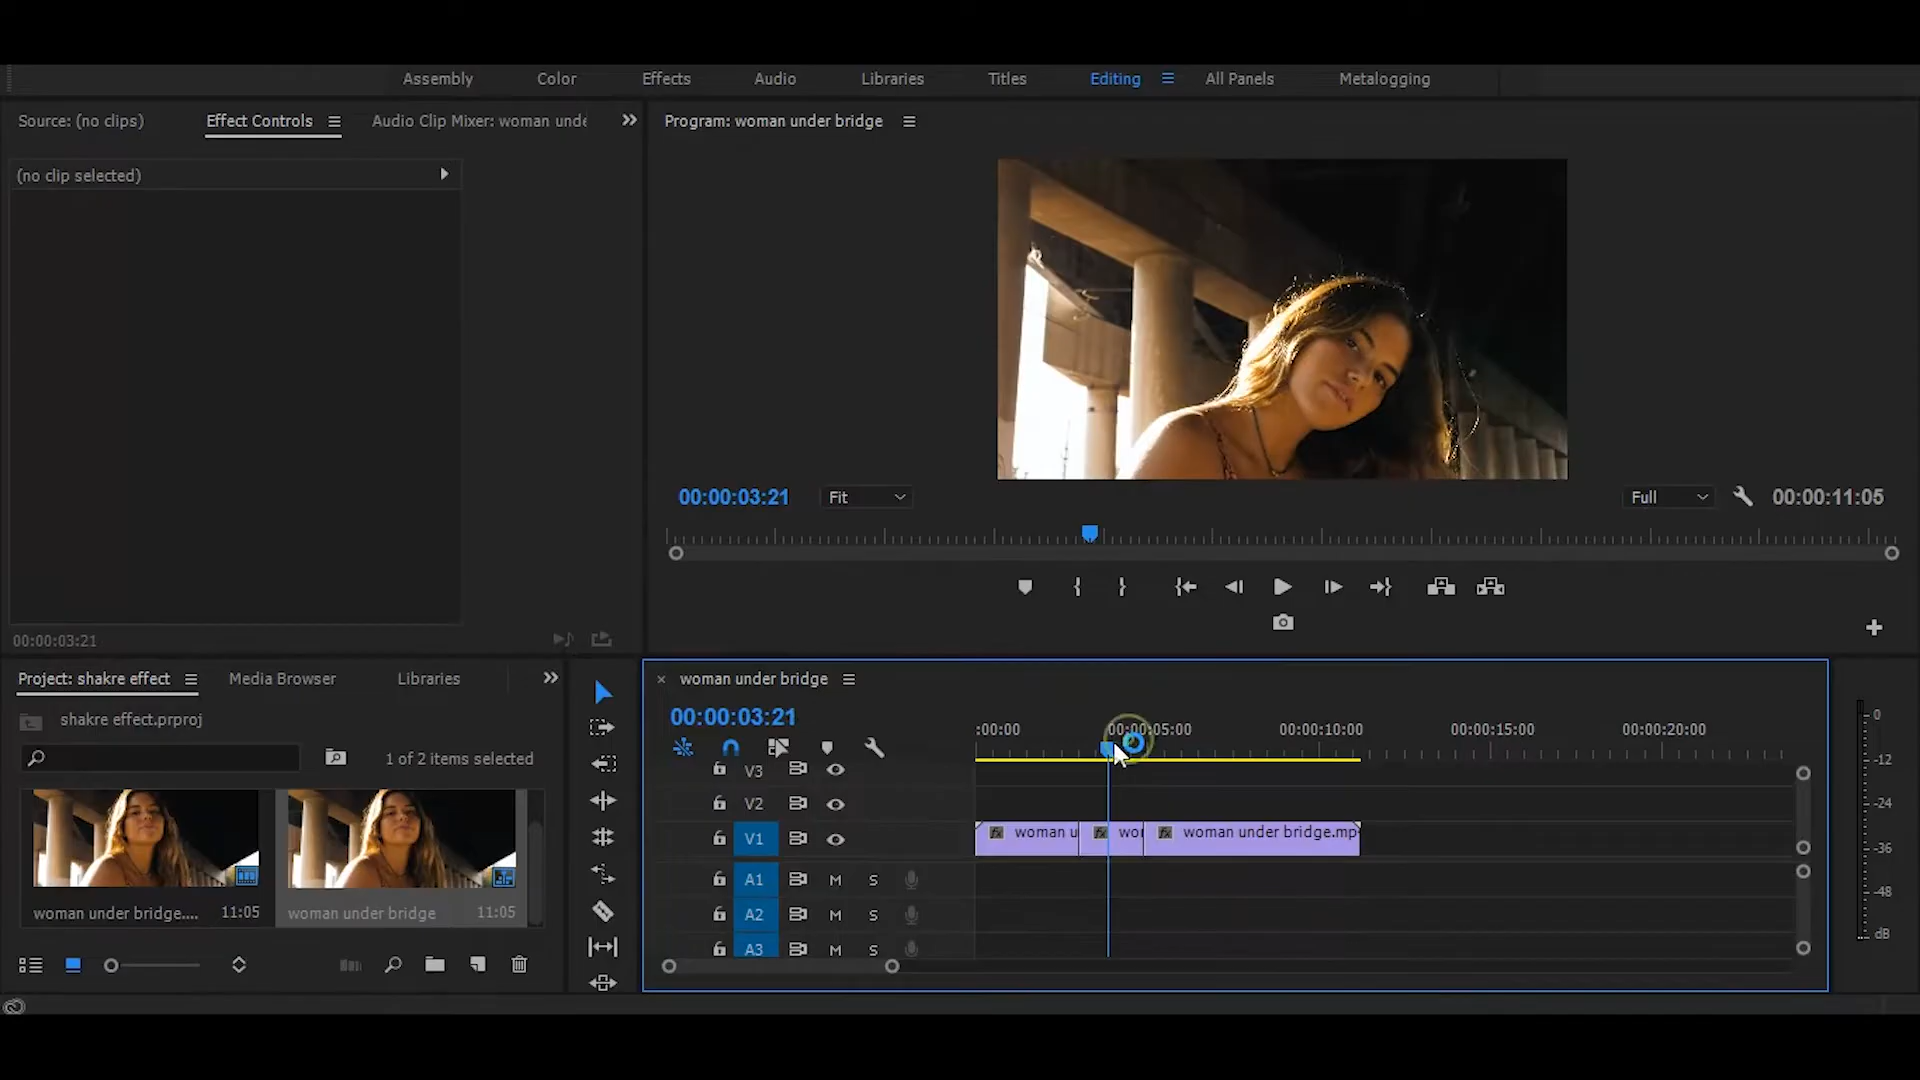 Assembly Color Effects Audio Libraries Titles Editing All Panels Metalogging
Source: (no clips) Effect Controls Audio Clip Mixer: woman unde
Program: woman under bridge
(no clip selected)
00:00:03:21 Fit Full 00:00:11:05
00:00:03:21
Project: shakre effect Media Browser Libraries
shakre effect.prproj
1 of 2 items selected
woman under bridge.... 11:05 woman under bridge 11:05
woman under bridge
00:00:03:21
:00:00 00:00:05:00 00:00:10:00 00:00:15:00 00:00:20:00
V3
V2
V1 fx woman u fx wor fx woman under bridge.mp
A1 M S
A2 M S
A3 M S
0
-12
-24
-36
-48
dB